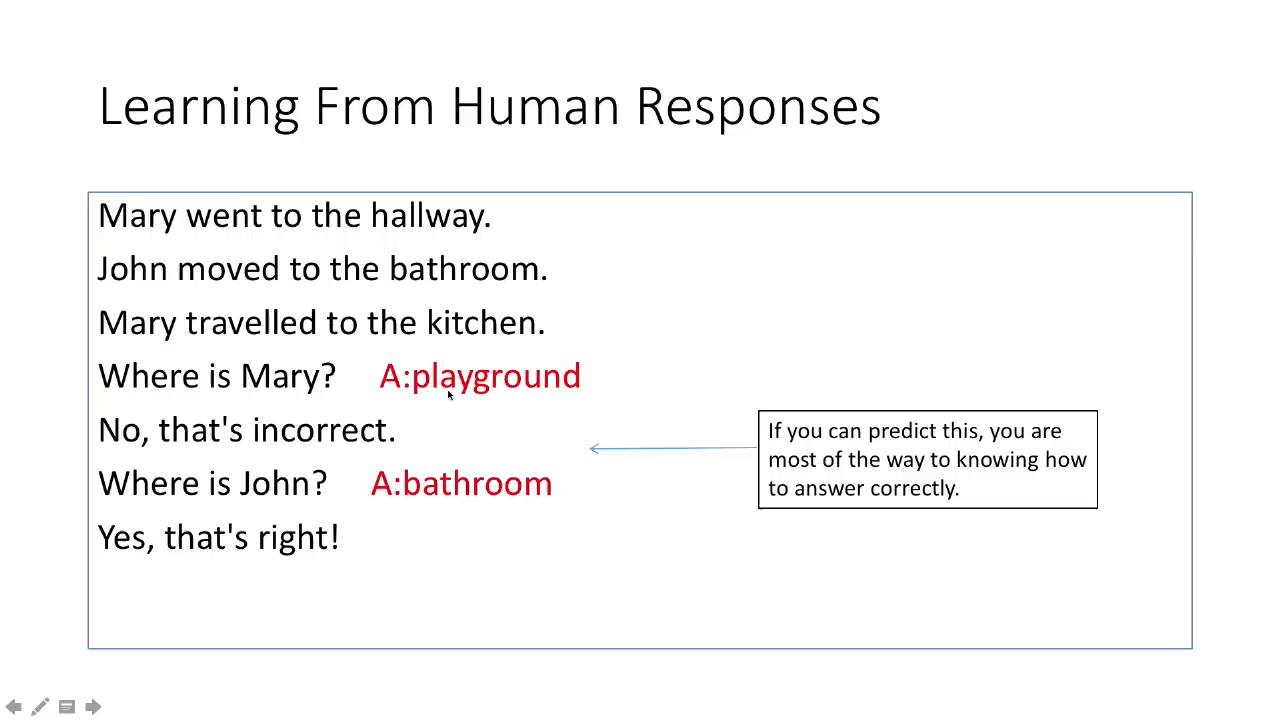 Learning From Human Responses
Mary went to the hallway.
John moved to the bathroom.
Mary travelled to the kitchen.
Where is Mary? A:playground
No, that's incorrect.
Where is John? A:bathroom
Yes, that's right!
If you can predict this, you are
most of the way to knowing how
to answer correctly.